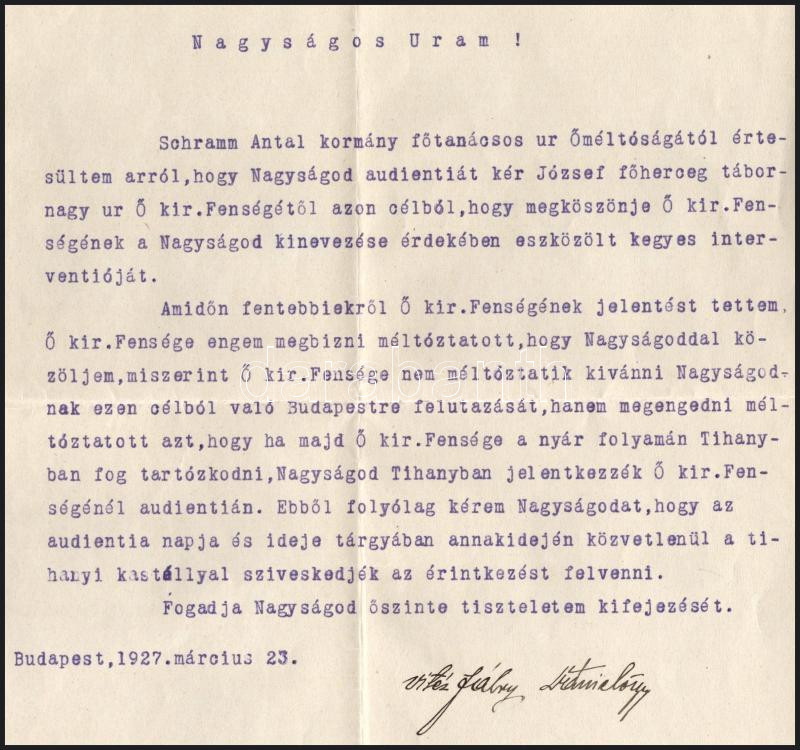 Nagyságos Uram !
Schramm Antal kormány főtanácsos ur Őméltóságától érte-
sültem arról,hogy Nagyságod audientiát kér József főherceg tábor-
nagy ur Ő kir.Fenségétől azon célból,hogy megköszönje Ő kir.Fen-
ségének a Nagyságod kinevezése érdekében eszközölt kegyes inter-
ventióját.
Amidőn fentebbiekről Ő kir.Fenségének jelentést tettem,
Ő kir.Fensége engem megbizni méltóztatott,hogy Nagyságoddal kö-
zöljem,miszerint Ő kir.Fensége nem méltóztatik kivánni Nagyságod-
nak ezen célból való Budapestre felutazását,hanem megengedni mél-
tóztatott azt,hogy ha majd Ő kir.Fensége a nyár folyamán Tihany-
ban fog tartózkodni,Nagyságod Tihanyban jelentkezzék Ő kir.Fen-
ségénél audientián. Ebből folyólag kérem Nagyságodat,hogy az
audientia napja és ideje tárgyában annakidején közvetlenül a ti-
hanyi kastéllyal sziveskedjék az érintkezést felvenni.
Fogadja Nagyságod őszinte tiszteletem kifejezését.
Budapest,1927.március 23.
vitéz
darabanth